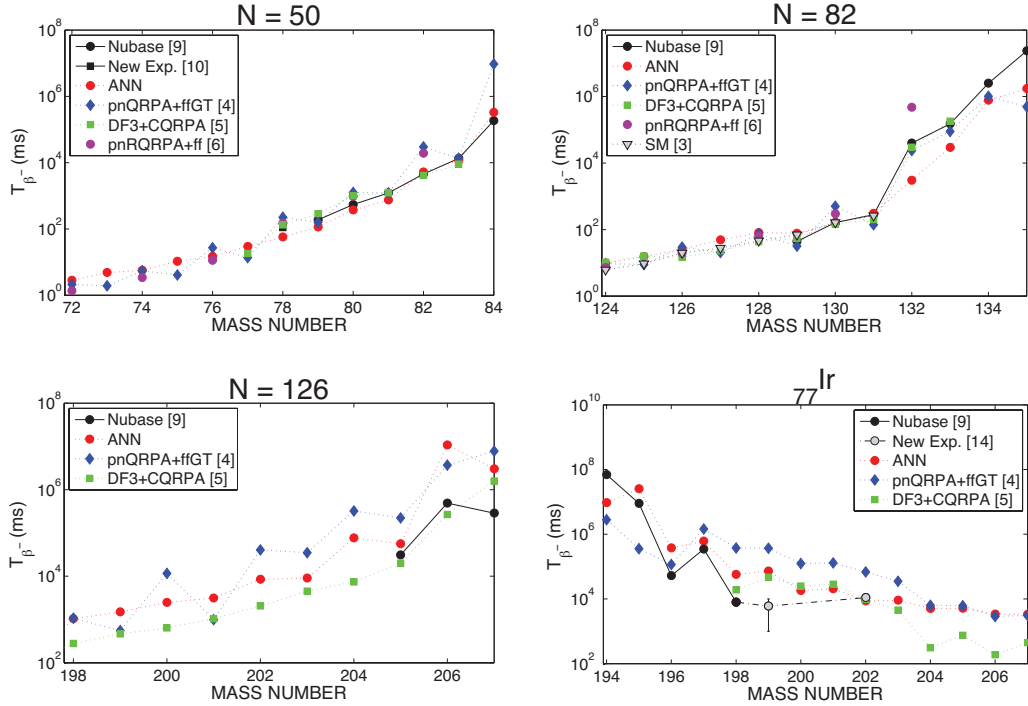 N = 50
10^8
10^6
10^4
10^2
10^0
T_β- (ms)
Nubase [9]
New Exp. [10]
ANN
pnQRPA+ffGT [4]
DF3+CQRPA [5]
pnRQRPA+ff [6]
72 74 76 78 80 82 84
MASS NUMBER
N = 82
10^8
10^6
10^4
10^2
10^0
T_β- (ms)
Nubase [9]
ANN
pnQRPA+ffGT [4]
DF3+CQRPA [5]
pnRQRPA+ff [6]
SM [3]
124 126 128 130 132 134
MASS NUMBER
N = 126
10^8
10^6
10^4
10^2
T_β- (ms)
Nubase [9]
ANN
pnQRPA+ffGT [4]
DF3+CQRPA [5]
198 200 202 204 206
MASS NUMBER
77Ir
10^10
10^8
10^6
10^4
10^2
T_β- (ms)
Nubase [9]
New Exp. [14]
ANN
pnQRPA+ffGT [4]
DF3+CQRPA [5]
194 196 198 200 202 204 206
MASS NUMBER